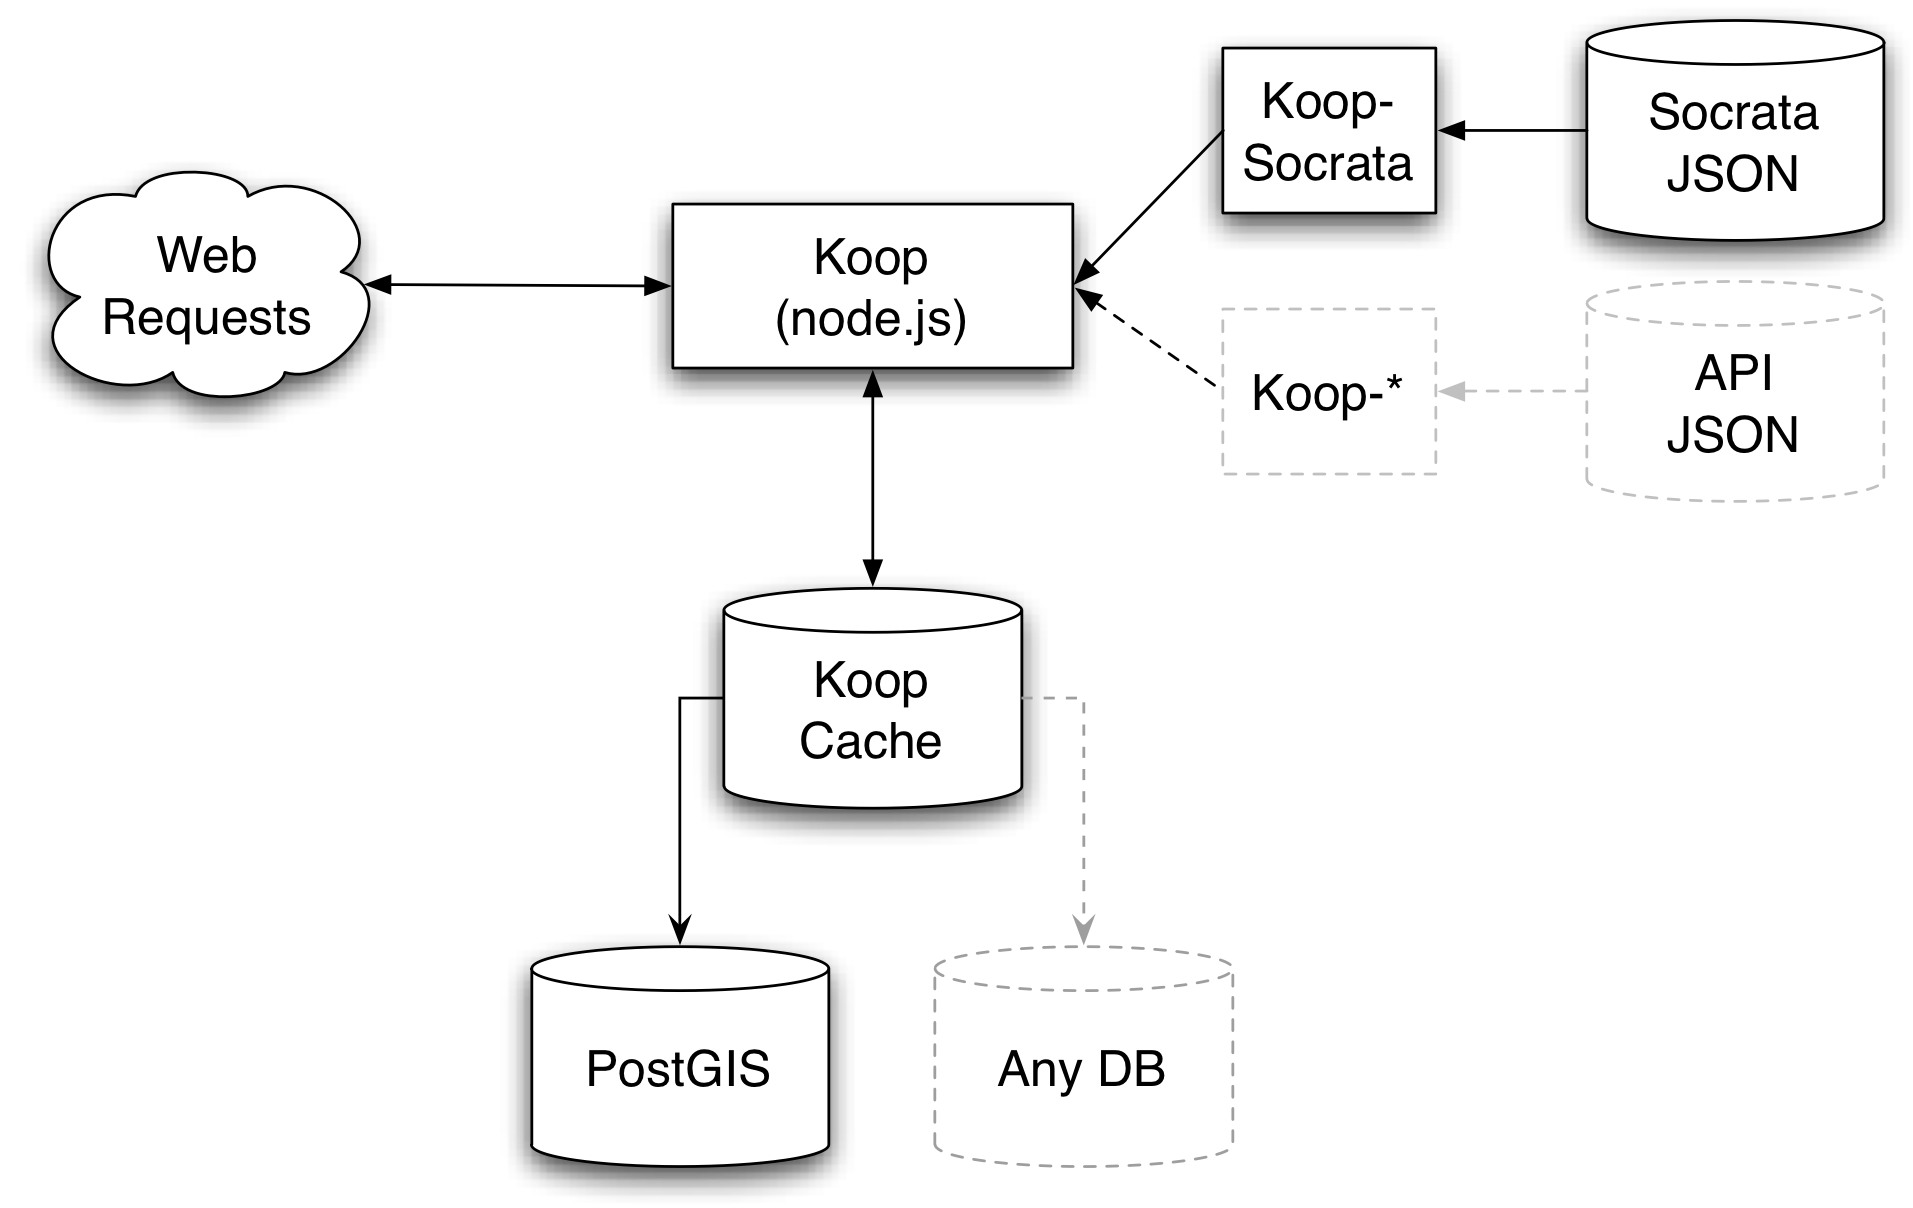 Koop-
Socrata
Socrata
JSON
Web
Requests
Koop
(node.js)
Koop-*
API
JSON
Koop
Cache
PostGIS
Any DB